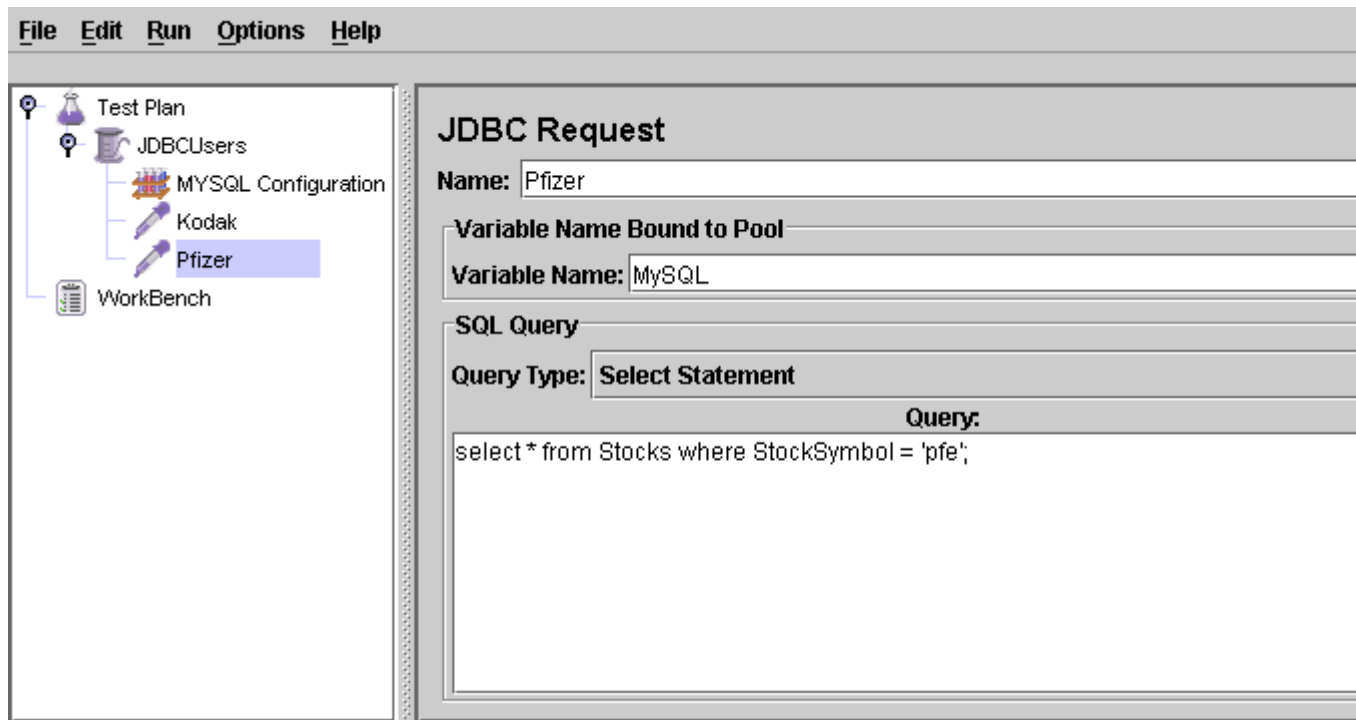 File Edit Run Options Help
Test Plan
JDBCUsers
MYSQL Configuration
Kodak
Pfizer
WorkBench
JDBC Request
Name: Pfizer
Variable Name Bound to Pool
Variable Name: MySQL
SQL Query
Query Type: Select Statement
Query:
select * from Stocks where StockSymbol = 'pfe';